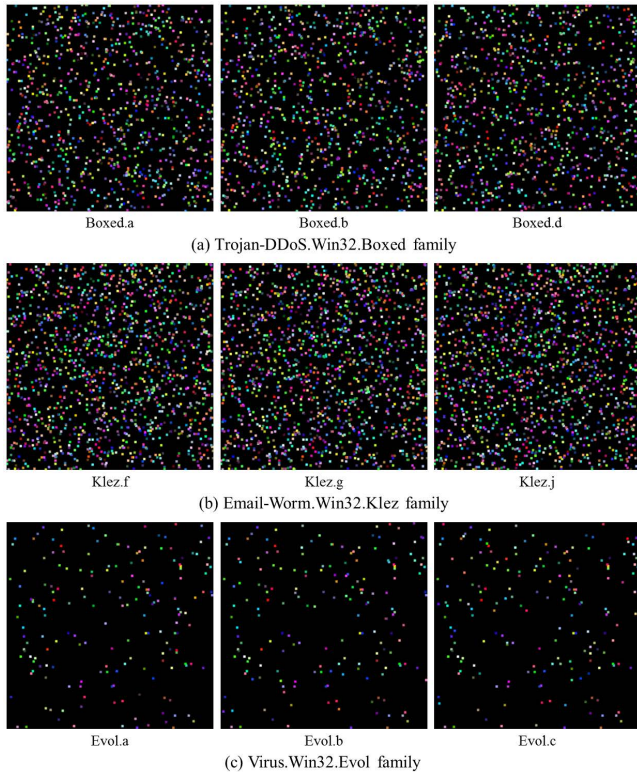 Boxed.a Boxed.b Boxed.d
(a) Trojan-DDoS.Win32.Boxed family
Klez.f Klez.g Klez.j
(b) Email-Worm.Win32.Klez family
Evol.a Evol.b Evol.c
(c) Virus.Win32.Evol family